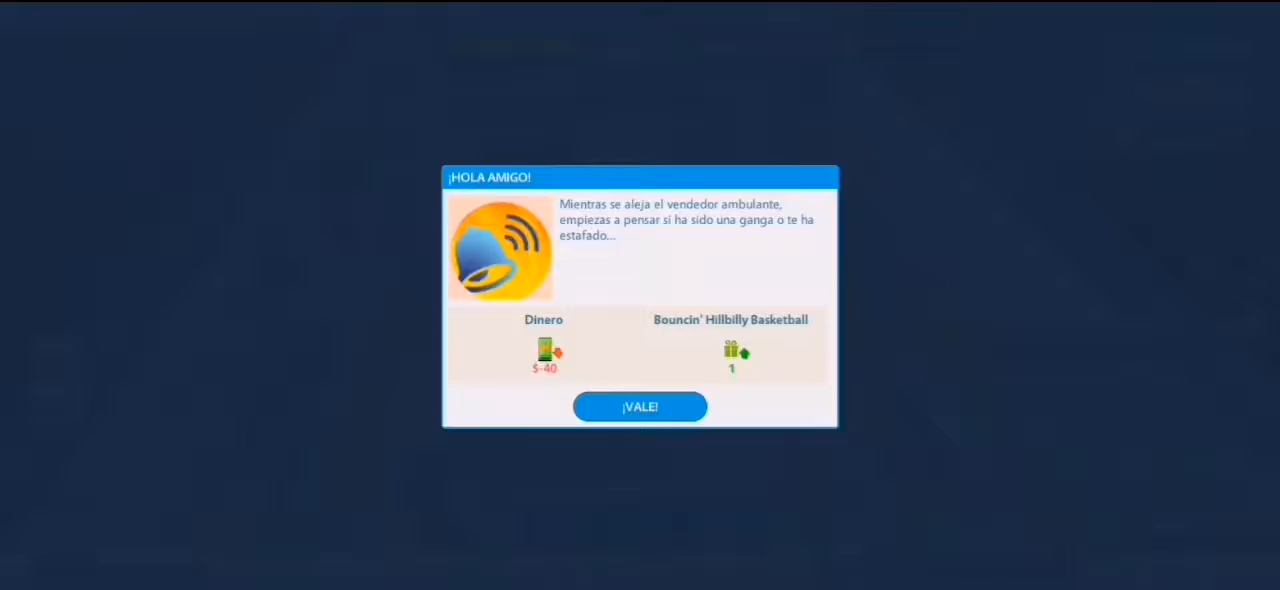 ¡HOLA AMIGO!
Mientras se aleja el vendedor ambulante,
empiezas a pensar si ha sido una ganga o te ha
estafado...
Dinero
Bouncin' Hillbilly Basketball
$-40
1
¡VALE!